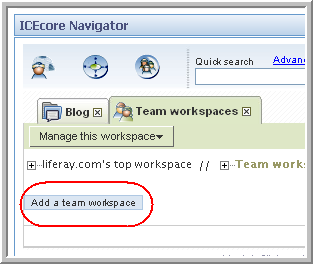 ICEcore Navigator
Quick search
Advan
Blog
Team workspaces
Manage this workspace
liferay.com's top workspace // Team work
Add a team workspace